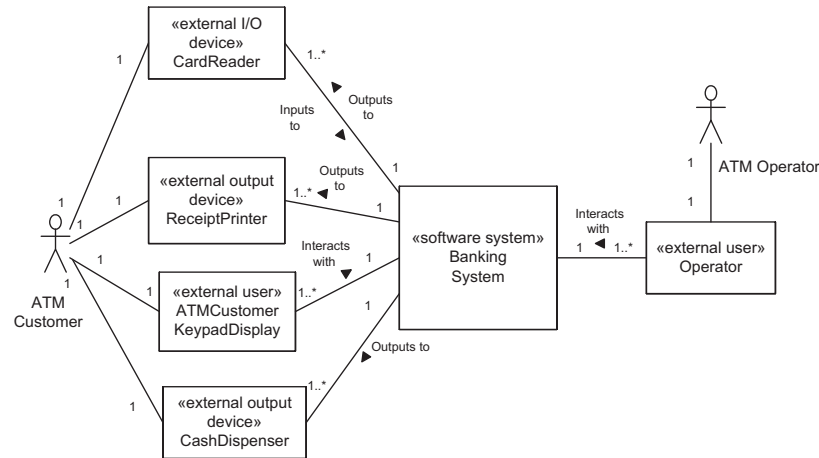 «external I/O
device»
CardReader
1
1..*
1
Outputs
to
Inputs
to
1
«external output
device»
ReceiptPrinter
1
1..*
Outputs
to
1
1
1
1
1
ATM
Customer
«external user»
ATMCustomer
KeypadDisplay
1
1..*
Interacts
with
1
«external output
device»
CashDispenser
1
1..*
Outputs to
1
«software system»
Banking
System
1
Interacts
with
1..*
«external user»
Operator
1
1
ATM Operator